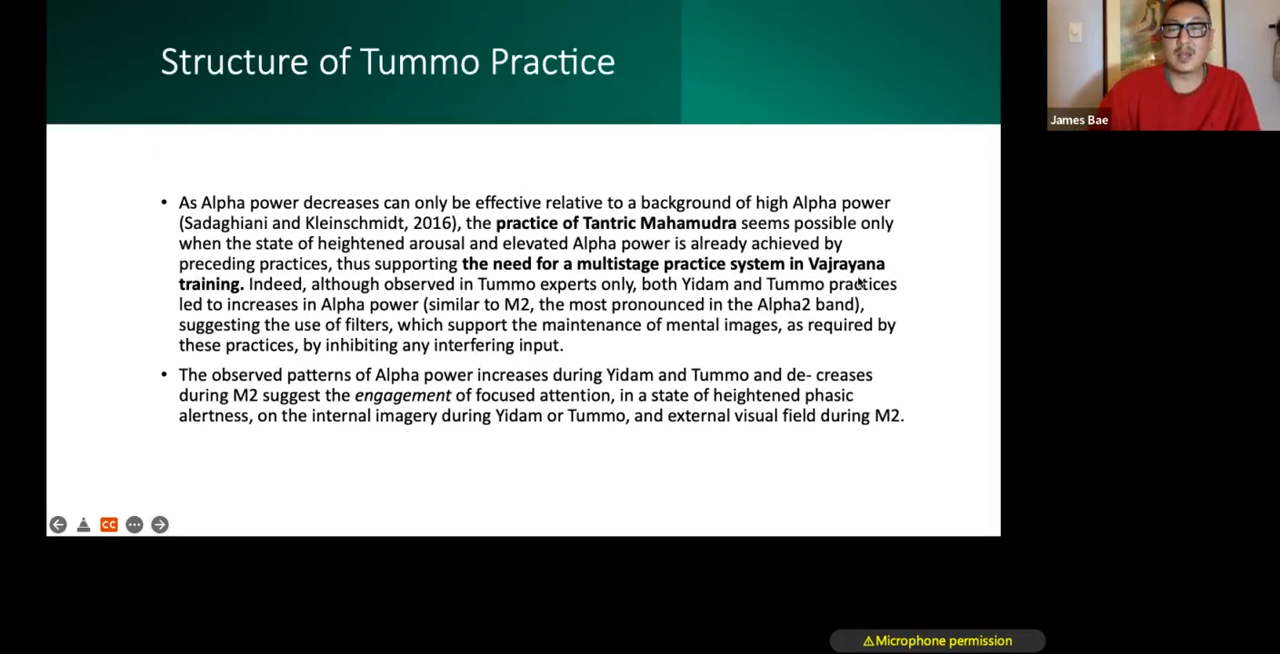 Structure of Tummo Practice
• As Alpha power decreases can only be effective relative to a background of high Alpha power
(Sadaghiani and Kleinschmidt, 2016), the practice of Tantric Mahamudra seems possible only
when the state of heightened arousal and elevated Alpha power is already achieved by
preceding practices, thus supporting the need for a multistage practice system in Vajrayana
training. Indeed, although observed in Tummo experts only, both Yidam and Tummo practices
led to increases in Alpha power (similar to M2, the most pronounced in the Alpha2 band),
suggesting the use of filters, which support the maintenance of mental images, as required by
these practices, by inhibiting any interfering input.
• The observed patterns of Alpha power increases during Yidam and Tummo and de- creases
during M2 suggest the engagement of focused attention, in a state of heightened phasic
alertness, on the internal imagery during Yidam or Tummo, and external visual field during M2.
CC
James Bae
⚠Microphone permission